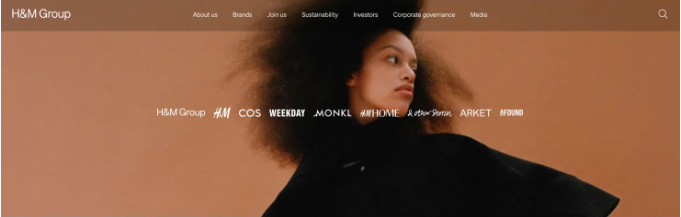 H&M Group About us Brands Join us Sustainability Investors Corporate governance Media
H&M Group H&M COS WEEKDAY MONKI H&M HOME & other Stories ARKET AFOUND